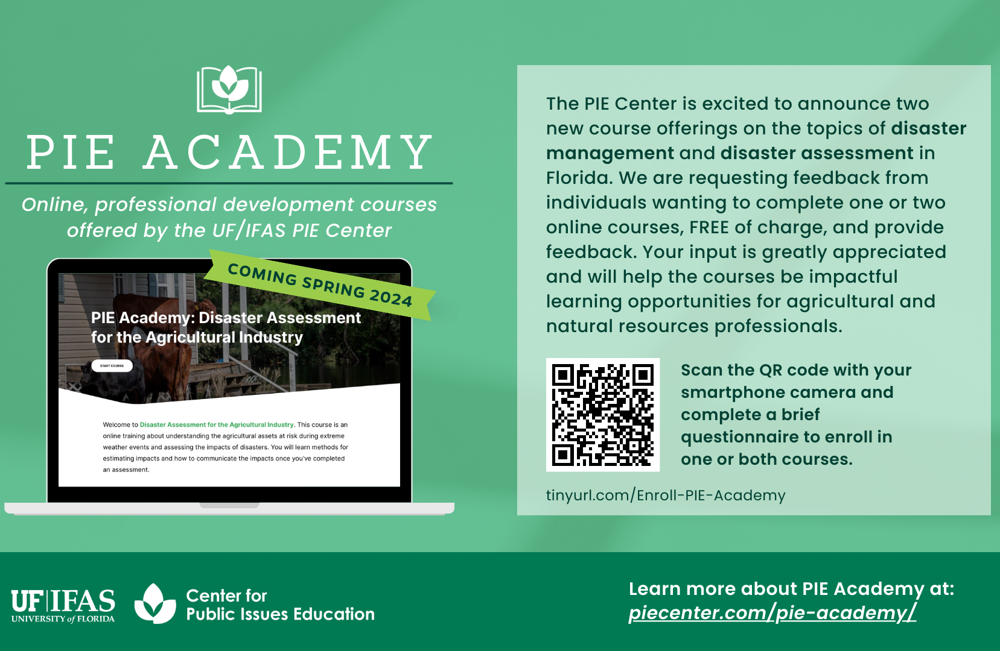 PIE ACADEMY
Online, professional development courses
offered by the UF/IFAS PIE Center
COMING SPRING 2024
PIE Academy: Disaster Assessment
for the Agricultural Industry
START COURSE
Welcome to Disaster Assessment for the Agricultural Industry. This course is an
online training about understanding the agricultural assets at risk during extreme
weather events and assessing the impacts of disasters. You will learn methods for
estimating impacts and how to communicate the impacts once you've completed
an assessment.
The PIE Center is excited to announce two
new course offerings on the topics of disaster
management and disaster assessment in
Florida. We are requesting feedback from
individuals wanting to complete one or two
online courses, FREE of charge, and provide
feedback. Your input is greatly appreciated
and will help the courses be impactful
learning opportunities for agricultural and
natural resources professionals.
Scan the QR code with your
smartphone camera and
complete a brief
questionnaire to enroll in
one or both courses.
tinyurl.com/Enroll-PIE-Academy
UF|IFAS
UNIVERSITY of FLORIDA
Center for
Public Issues Education
Learn more about PIE Academy at:
piecenter.com/pie-academy/